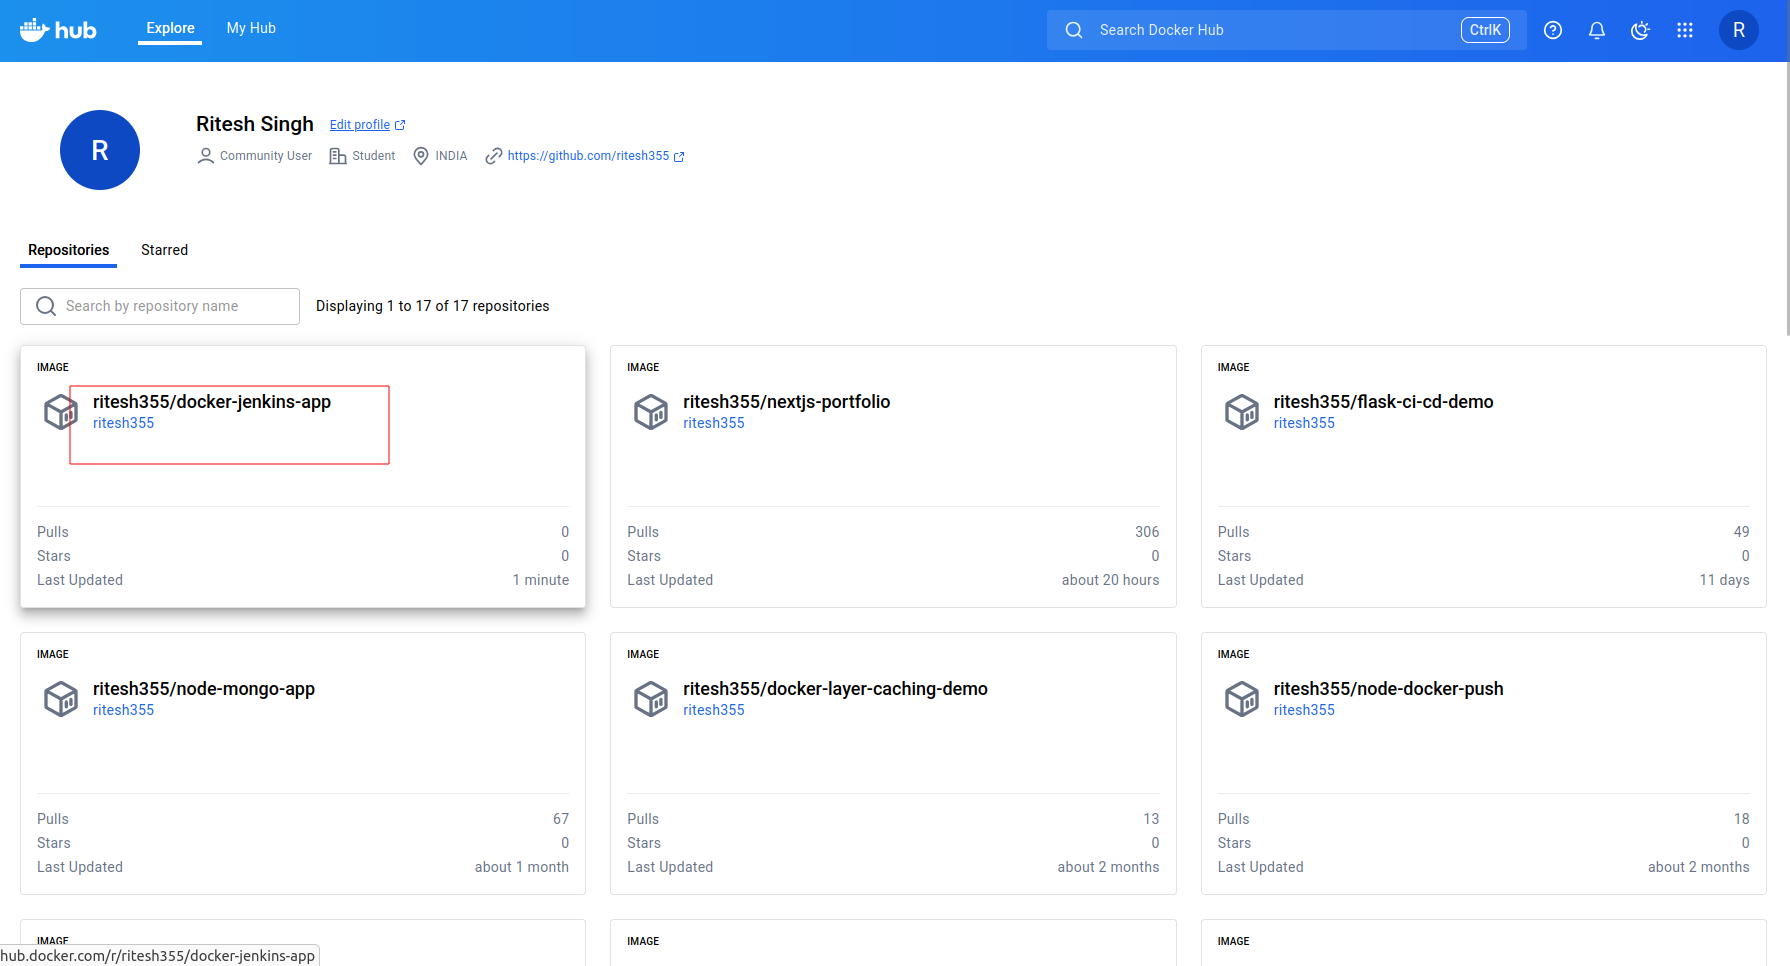 hub Explore My Hub Search Docker Hub CtrlK R
R
Ritesh Singh Edit profile
Community User Student INDIA https://github.com/ritesh355
Repositories Starred
Search by repository name Displaying 1 to 17 of 17 repositories
IMAGE
ritesh355/docker-jenkins-app
ritesh355
Pulls 0
Stars 0
Last Updated 1 minute
IMAGE
ritesh355/nextjs-portfolio
ritesh355
Pulls 306
Stars 0
Last Updated about 20 hours
IMAGE
ritesh355/flask-ci-cd-demo
ritesh355
Pulls 49
Stars 0
Last Updated 11 days
IMAGE
ritesh355/node-mongo-app
ritesh355
Pulls 67
Stars 0
Last Updated about 1 month
IMAGE
ritesh355/docker-layer-caching-demo
ritesh355
Pulls 13
Stars 0
Last Updated about 2 months
IMAGE
ritesh355/node-docker-push
ritesh355
Pulls 18
Stars 0
Last Updated about 2 months
IMAGE
IMAGE
IMAGE
hub.docker.com/r/ritesh355/docker-jenkins-app